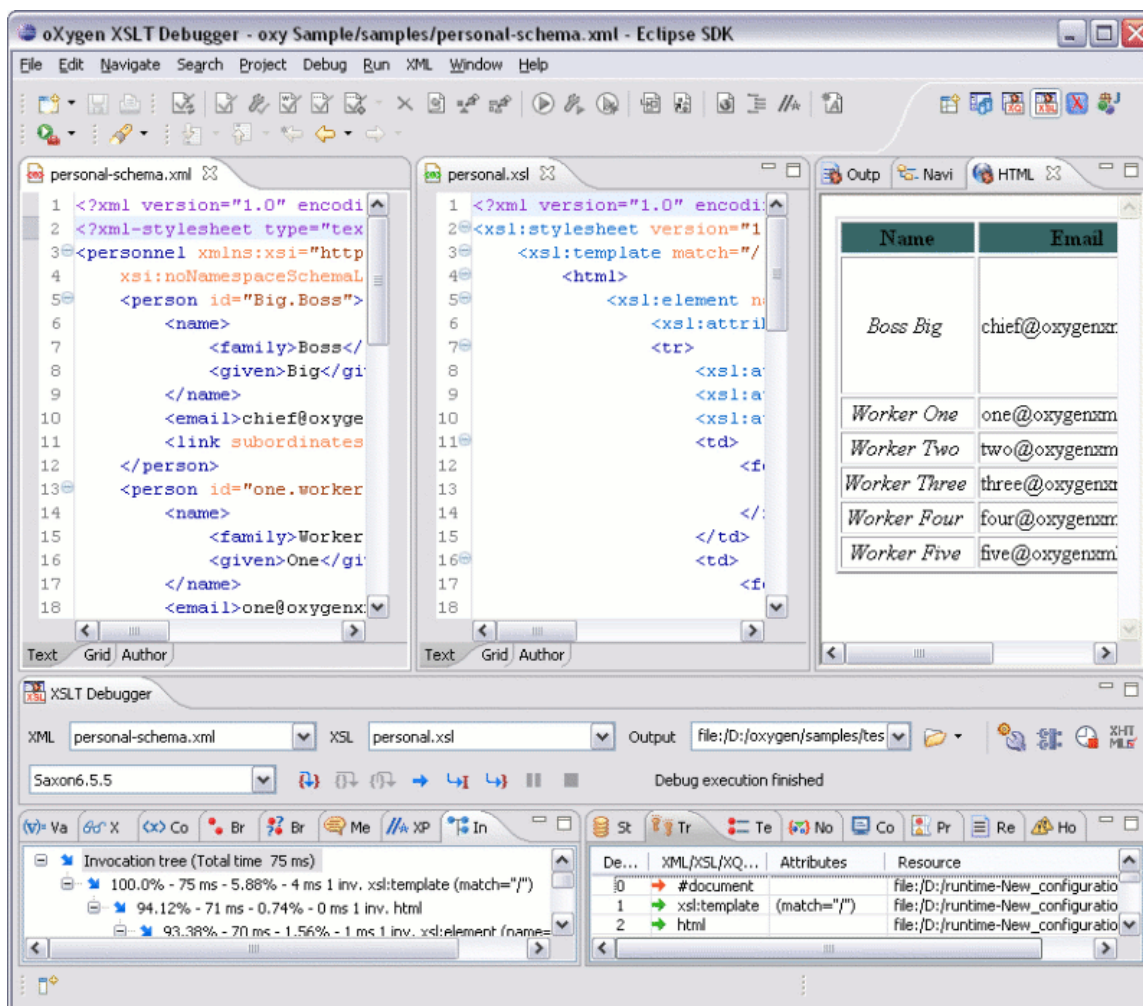 oXygen XSLT Debugger - oxy Sample/samples/personal-schema.xml - Eclipse SDK
File Edit Navigate Search Project Debug Run XML Window Help
personal-schema.xml
1 <?xml version="1.0" encodi
2 <?xml-stylesheet type="tex
3 <personnel xmlns:xsi="http
4 xsi:noNamespaceSchemaL
5 <person id="Big.Boss">
6 <name>
7 <family>Boss</
8 <given>Big</gi
9 </name>
10 <email>chief@oxyge
11 <link subordinates
12 </person>
13 <person id="one.worker
14 <name>
15 <family>Worker
16 <given>One</gi
17 </name>
18 <email>one@oxygenx
Text Grid Author
personal.xsl
1 <?xml version="1.0" encodi
2 <xsl:stylesheet version="1
3 <xsl:template match="/
4 <html>
5 <xsl:element n
6 <xsl:attri
7 <tr>
8 <xsl:a
9 <xsl:a
10 <xsl:a
11 <td>
12 <f
13
14 </
15 </td>
16 <td>
17 <f
18
Text Grid Author
Outp Navi HTML
Name Email
Boss Big chief@oxygenxr
Worker One one@oxygenxm
Worker Two two@oxygenxm
Worker Three three@oxygenxr
Worker Four four@oxygenxm
Worker Five five@oxygenxm
XSLT Debugger
XML personal-schema.xml XSL personal.xsl Output file:/D:/oxygen/samples/tes
Saxon6.5.5 Debug execution finished
Va X Co Br Br Me XP In
Invocation tree (Total time 75 ms)
100.0% - 75 ms - 5.88% - 4 ms 1 inv. xsl:template (match="/")
94.12% - 71 ms - 0.74% - 0 ms 1 inv. html
93.38% - 70 ms - 1.56% - 1 ms 1 inv. xsl:element (name=
St Tr Te No Co Pr Re Ho
De... XML/XSL/XQ... Attributes Resource
0 #document file:/D:/runtime-New_configuratio
1 xsl:template (match="/") file:/D:/runtime-New_configuratio
2 html file:/D:/runtime-New_configuratio